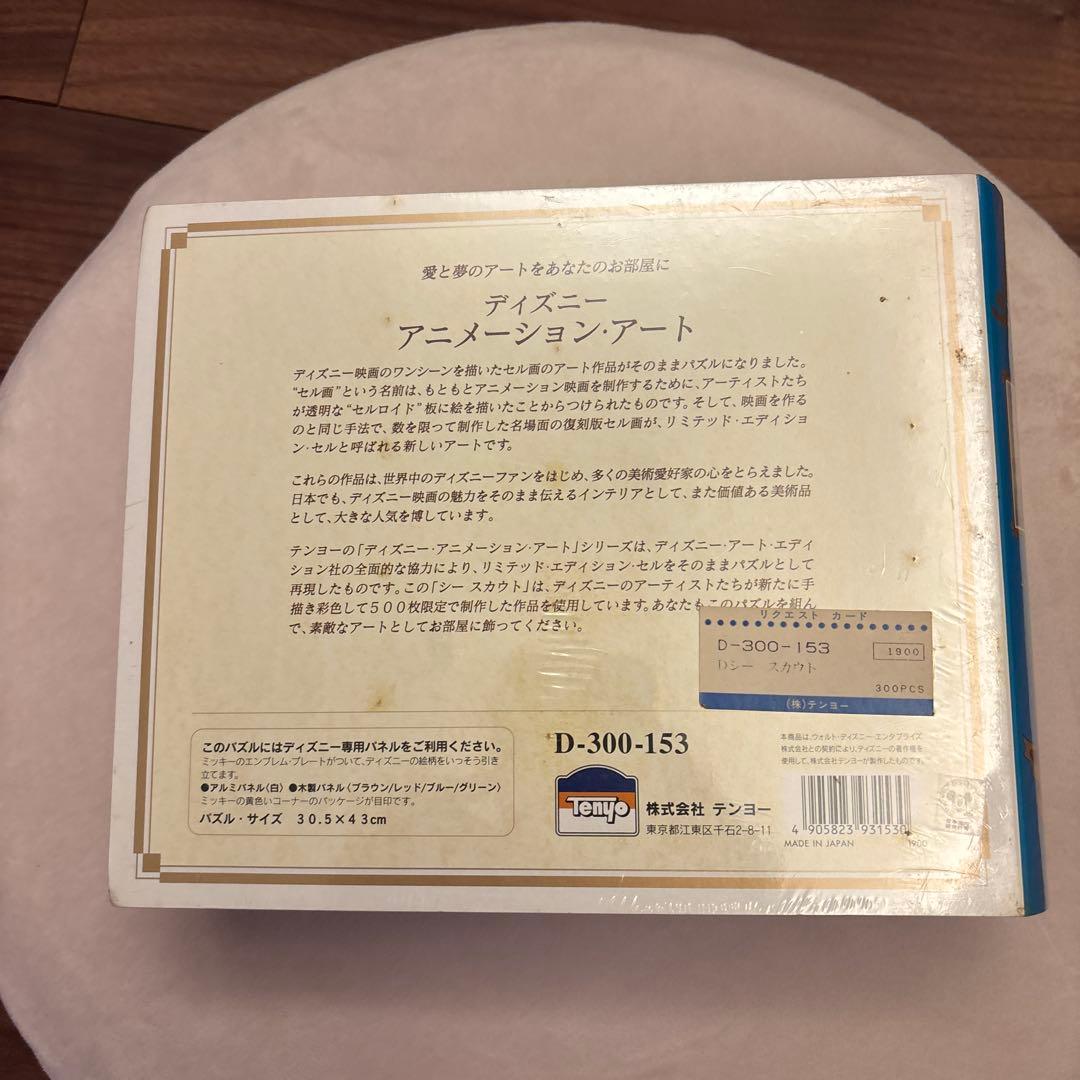 愛と夢のアートをあなたのお部屋に
ディズニー
アニメーション・アート
ディズニー映画のワンシーンを描いたセル画のアート作品がそのままパズルになりました。
“セル画”という名前は、もともとアニメーション映画を制作するために、アーティストたち
が透明な“セルロイド”板に絵を描いたことからつけられたものです。そして、映画を作る
のと同じ手法で、数を限って制作した名場面の復刻版セル画が、リミテッド・エディショ
ン・セルと呼ばれる新しいアートです。
これらの作品は、世界中のディズニーファンをはじめ、多くの美術愛好家の心をとらえました。
日本でも、ディズニー映画の魅力をそのまま伝えるインテリアとして、また価値ある美術品
として、大きな人気を博しています。
テンヨーの「ディズニー・アニメーション・アート」シリーズは、ディズニー・アート・エディ
ション社の全面的な協力により、リミテッド・エディション・セルをそのままパズルとして
再現したものです。この「シー スカウト」は、ディズニーのアーティストたちが新たに手
描き彩色して500枚限定で制作した作品を使用しています。あなたもこのパズルを組ん
で、素敵なアートとしてお部屋に飾ってください。
リクエスト カード
D-300-153
1900
Dシー スカウト
300PCS
(株)テンヨー
このパズルにはディズニー専用パネルをご利用ください。
ミッキーのエンブレム・プレートがついて、ディズニーの絵柄をいっそう引き
立てます。
●アルミパネル〈白〉 ●木製パネル〈ブラウン/レッド/ブルー/グリーン〉
ミッキーの黄色いコーナーのパッケージが目印です。
パズル・サイズ 30.5×43cm
D-300-153
Tenyo
株式会社 テンヨー
東京都江東区千石2-8-11
本商品は、ウォルト・ディズニー・エンタプライズ
株式会社との契約により、ディズニーの著作権を
使用して、株式会社テンヨーが製作したものです。
4 905823 931530
MADE IN JAPAN
1900